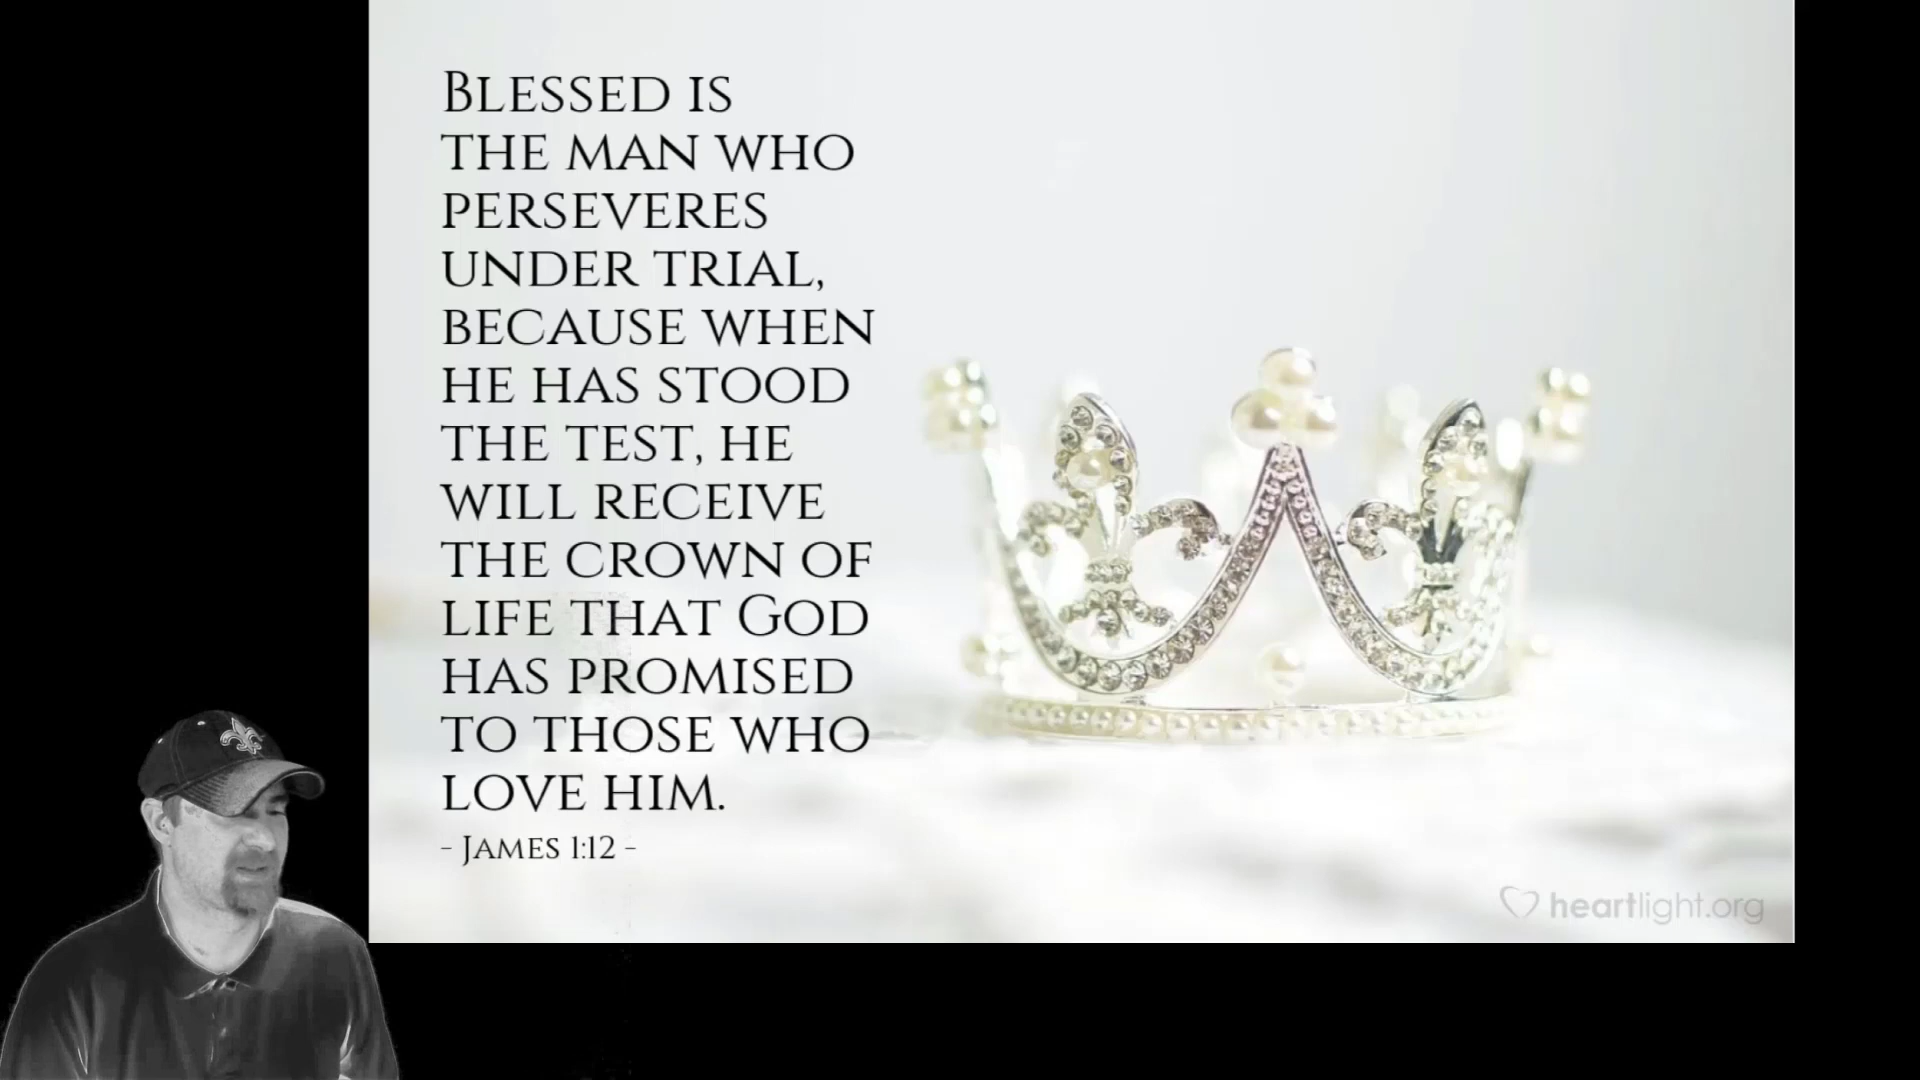 Blessed is
the man who
perseveres
under trial,
because when
he has stood
the test, he
will receive
the crown of
life that God
has promised
to those who
love him.
- James 1:12 -
heartlight.org